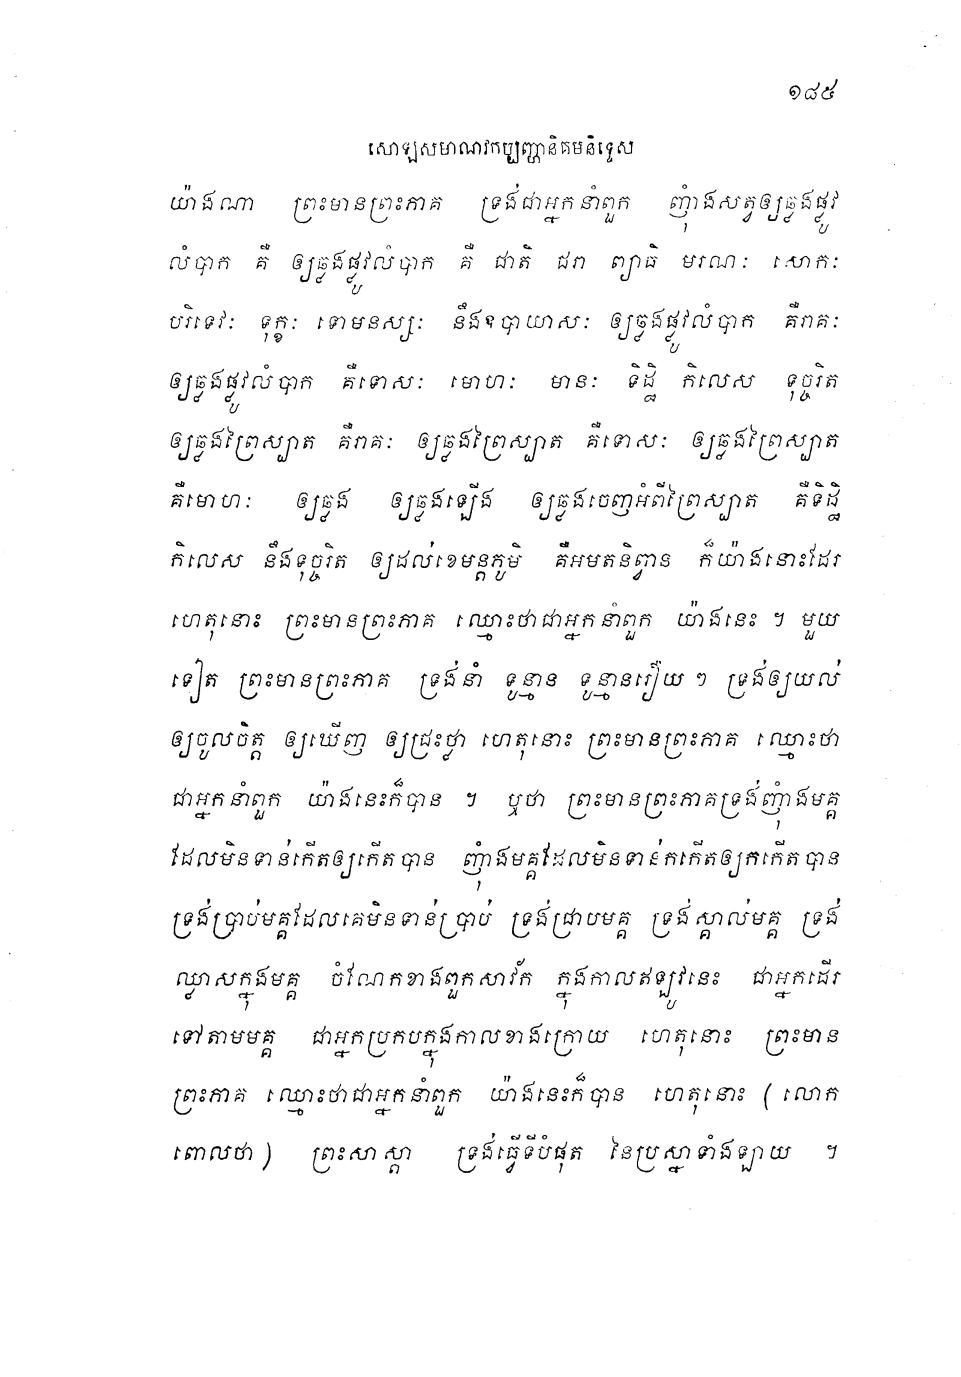 ១៨៥
សោឡសមាណវកប្បញ្ហានិគមនិទ្ទេស
យ៉ាងណា ព្រះមានព្រះភាគ ទ្រង់ជាអ្នកនាំពួក ញុំាងសត្វឲ្យឆ្លងផ្លូវ
លំបាក គឺ ឲ្យឆ្លងផ្លូវលំបាក គឺ ជាតិ ជរា ព្យាធិ មរណៈ សោកៈ
បរិទេវៈ ទុក្ខៈ ទោមនស្សៈ នឹងឧបាយាសៈ ឲ្យឆ្លងផ្លូវលំបាក គឺរាគៈ
ឲ្យឆ្លងផ្លូវលំបាក គឺទោសៈ មោហៈ មានៈ ទិដ្ឋិ កិលេស ទុច្ចរិត
ឲ្យឆ្លងព្រៃស្បាត គឺរាគៈ ឲ្យឆ្លងព្រៃស្បាត គឺទោសៈ ឲ្យឆ្លងព្រៃស្បាត
គឺមោហៈ ឲ្យឆ្លង ឲ្យឆ្លងឡើង ឲ្យឆ្លងចេញអំពីព្រៃស្បាត គឺទិដ្ឋិ
កិលេស នឹងទុច្ចរិត ឲ្យដល់ខេមន្តភូមិ គឺអមតនិព្វាន ក៏យ៉ាងនោះដែរ
ហេតុនោះ ព្រះមានព្រះភាគ ឈ្មោះថាជាអ្នកនាំពួក យ៉ាងនេះ ។ មួយ
ទៀត ព្រះមានព្រះភាគ ទ្រង់នាំ ទូន្មាន ទូន្មានរឿយ ៗ ទ្រង់ឲ្យយល់
ឲ្យចូលចិត្ត ឲ្យឃើញ ឲ្យជ្រះថ្លា ហេតុនោះ ព្រះមានព្រះភាគ ឈ្មោះថា
ជាអ្នកនាំពួក យ៉ាងនេះក៏បាន ។ ឬថា ព្រះមានព្រះភាគទ្រង់ញុំាងមគ្គ
ដែលមិនទាន់កើតឲ្យកើតបាន ញុំាងមគ្គដែលមិនទាន់កកើតឲ្យកកើតបាន
ទ្រង់ប្រាប់មគ្គដែលគេមិនទាន់ប្រាប់ ទ្រង់ជ្រាបមគ្គ ទ្រង់ស្គាល់មគ្គ ទ្រង់
ឈ្លាសក្នុងមគ្គ ចំណែកខាងពួកសាវ័ក ក្នុងកាលឥឡូវនេះ ជាអ្នកដើរ
ទៅតាមមគ្គ ជាអ្នកប្រកបក្នុងកាលខាងក្រោយ ហេតុនោះ ព្រះមាន
ព្រះភាគ ឈ្មោះថាជាអ្នកនាំពួក យ៉ាងនេះក៏បាន ហេតុនោះ ( លោក
ពោលថា ) ព្រះសាស្តា ទ្រង់ធ្វើទីបំផុត នៃប្រស្នាទាំងឡាយ ។